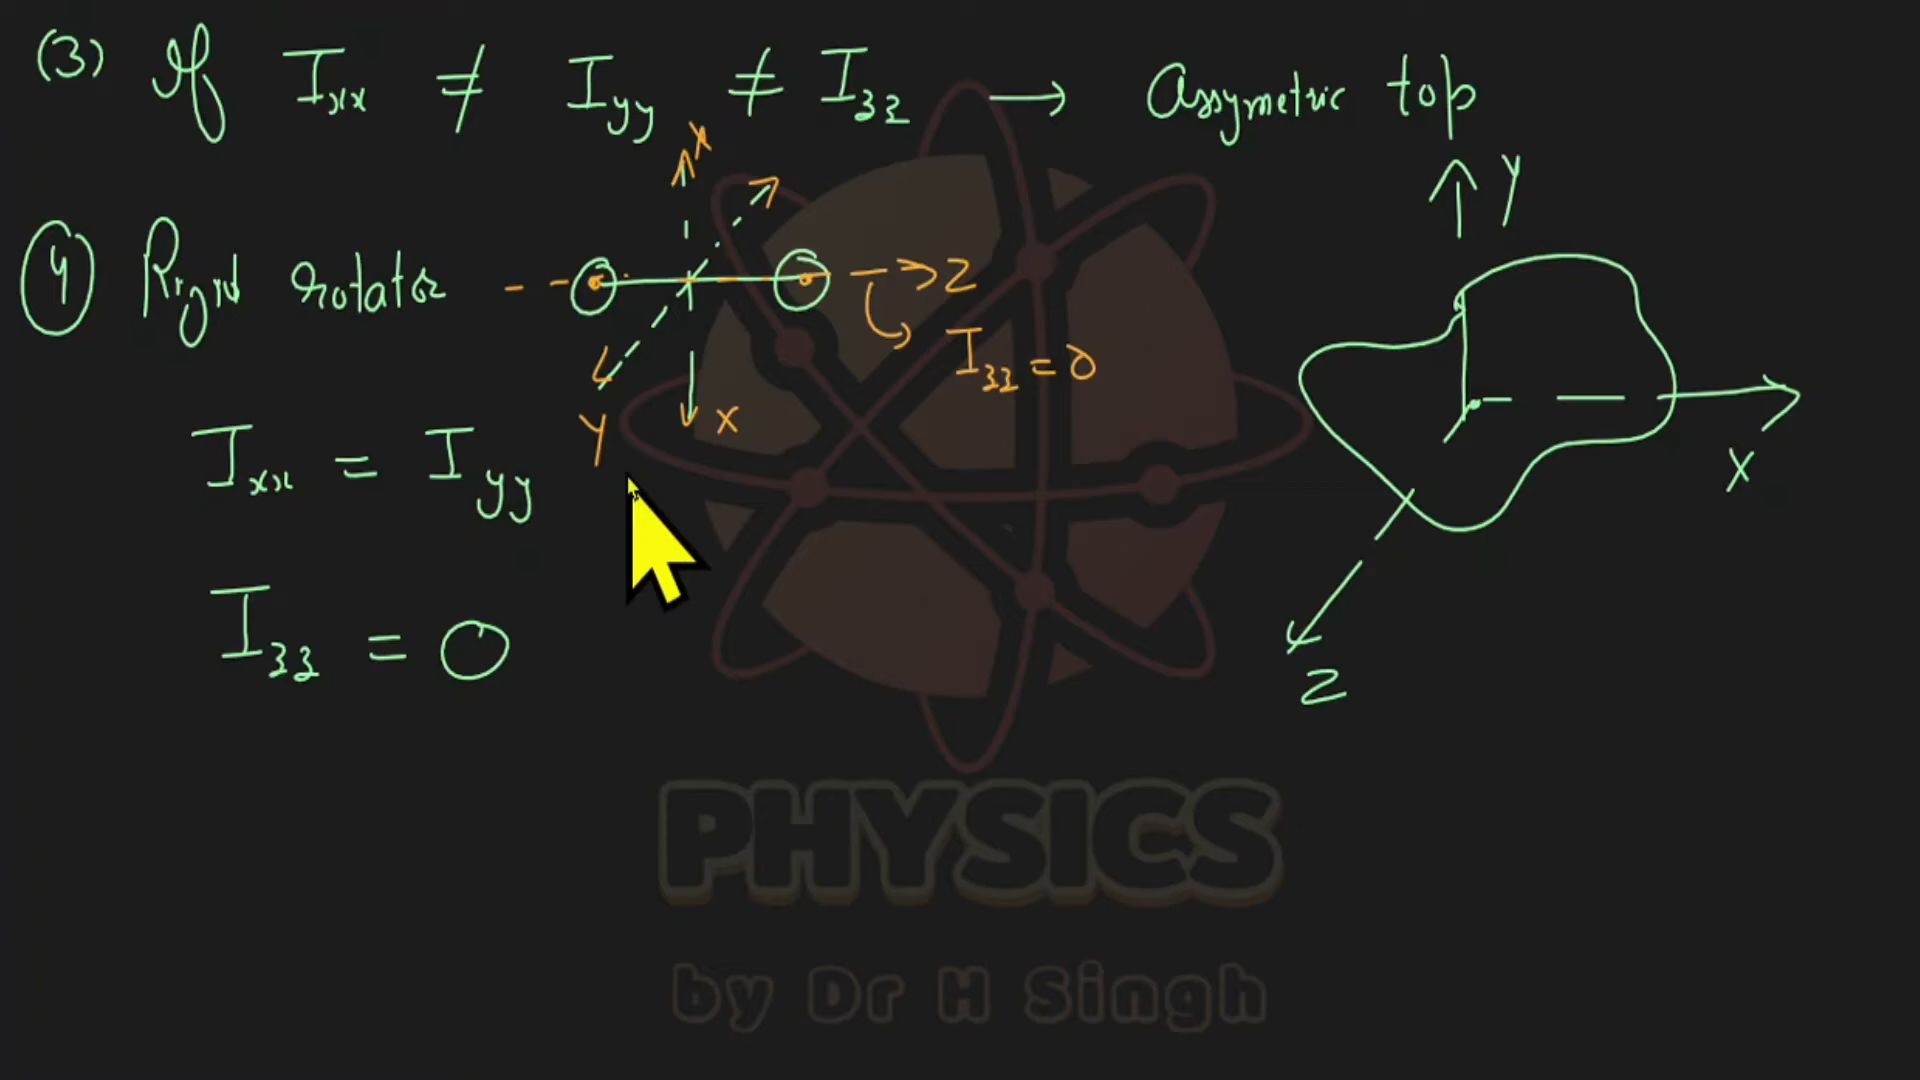 (3) If Ixx ≠ Iyy ≠ Izz → Assymetric top
X
Y
④ Rigid rotator
Z
Izz = 0
Y
X
X
Ixx = Iyy
Izz = 0
Z
PHYSICS
by Dr H Singh